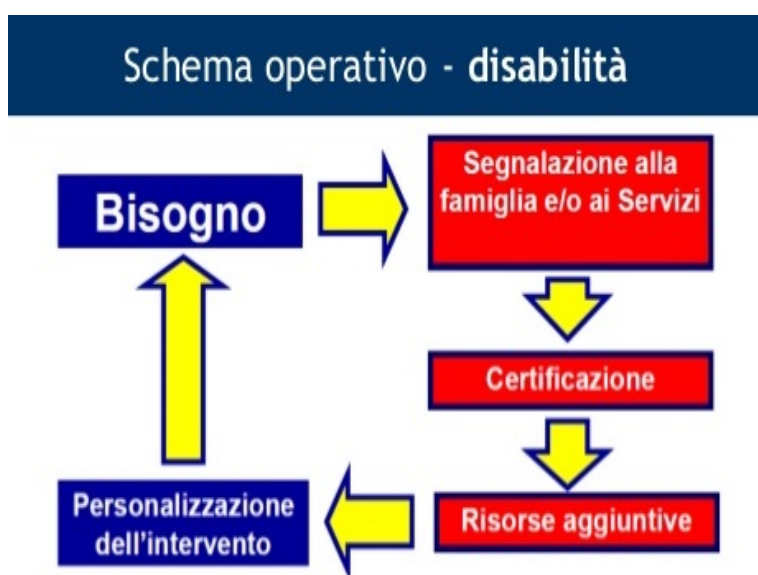 Schema operativo - disabilità
Bisogno
Segnalazione alla
famiglia e/o ai Servizi
Certificazione
Risorse aggiuntive
Personalizzazione
dell'intervento